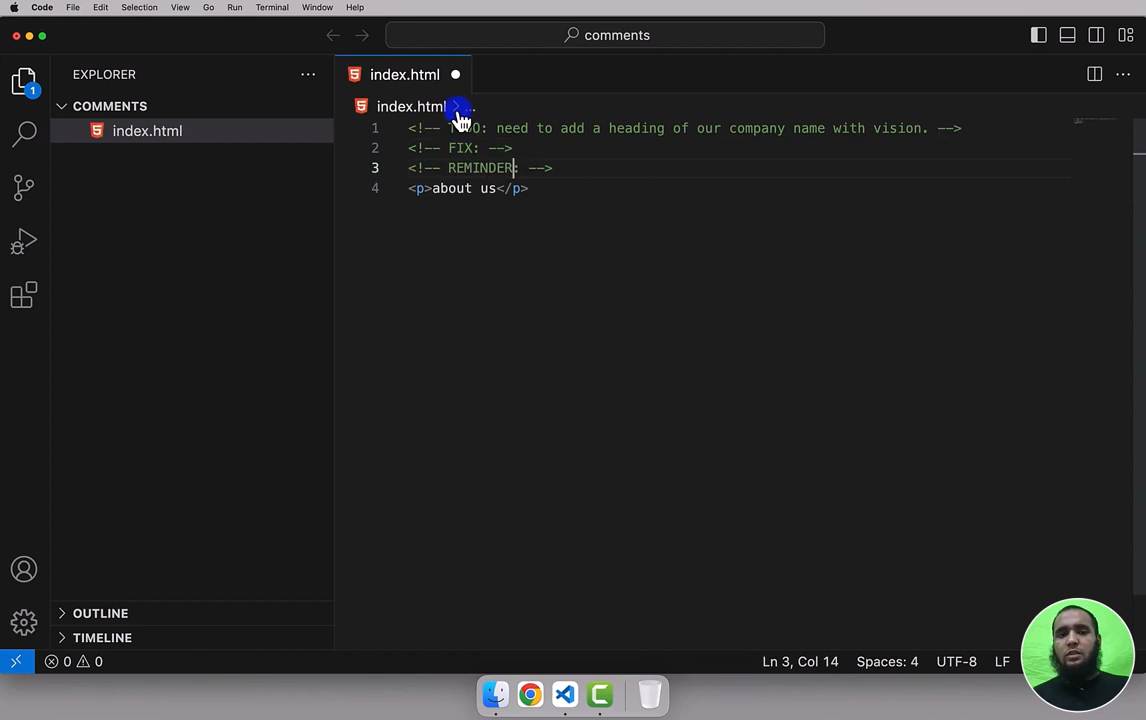 Code File Edit Selection View Go Run Terminal Window Help
comments
EXPLORER
1
COMMENTS
index.html
index.html
index.html > ...
1 <!-- TODO: need to add a heading of our company name with vision. -->
2 <!-- FIX: -->
3 <!-- REMINDER: -->
4 <p>about us</p>
OUTLINE
TIMELINE
0 0
Ln 3, Col 14 Spaces: 4 UTF-8 LF